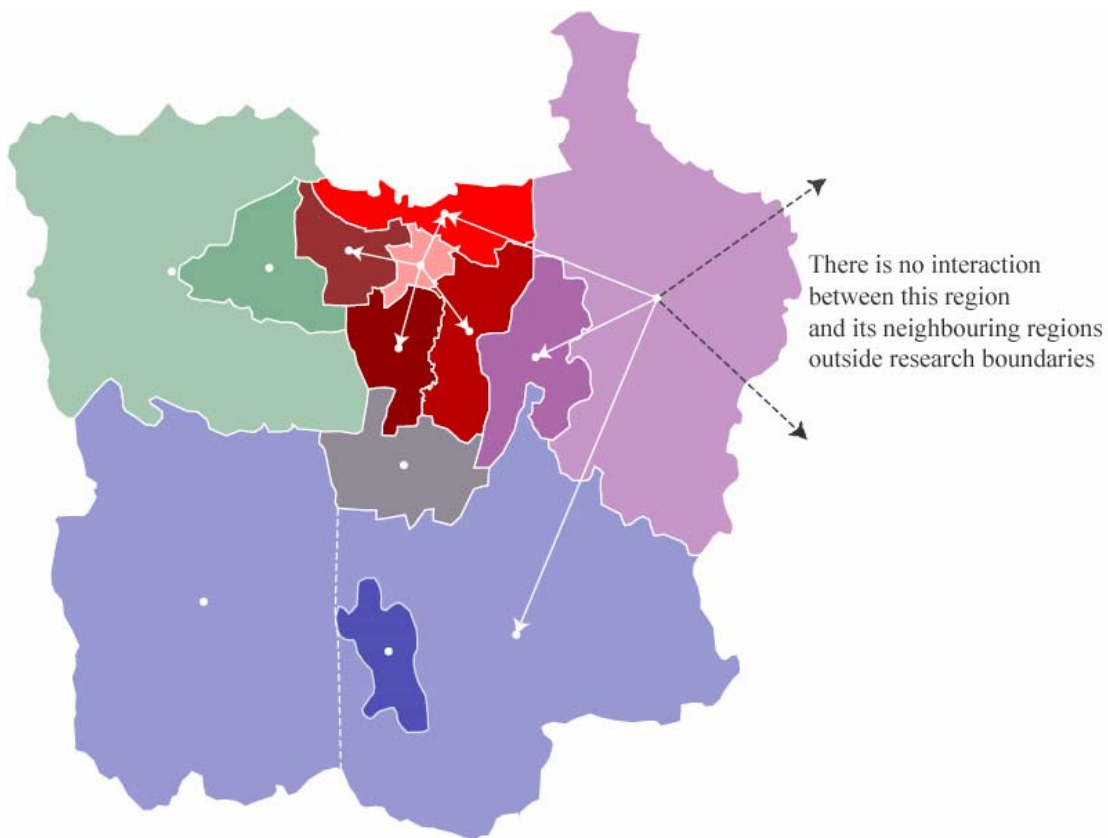 There is no interaction
between this region
and its neighbouring regions
outside research boundaries